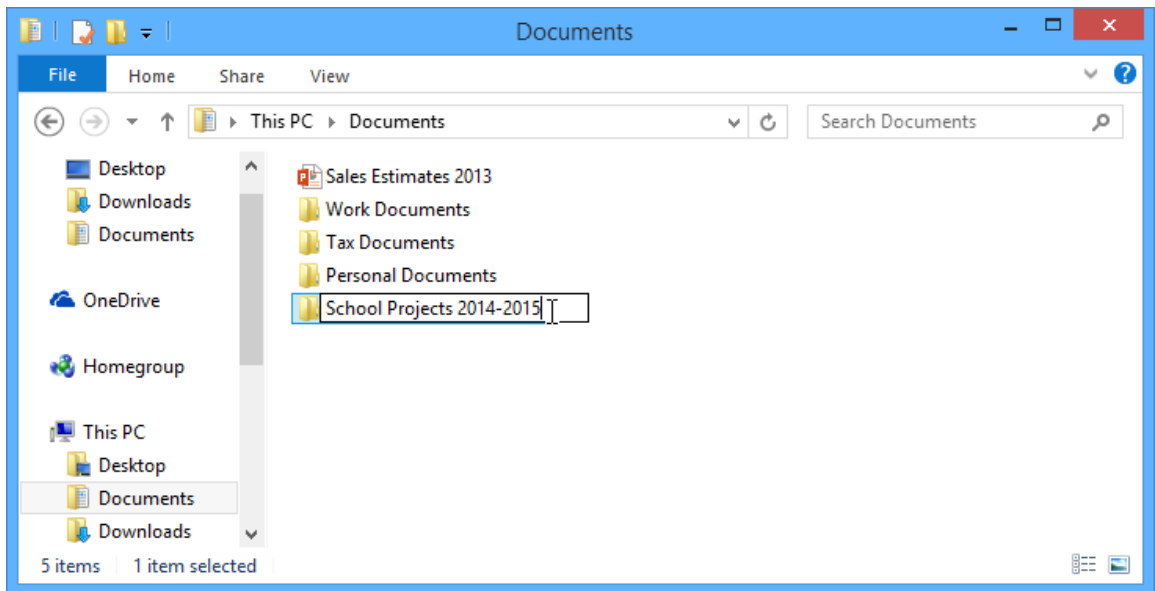 Documents
File Home Share View
This PC Documents
Search Documents
Desktop
Downloads
Documents
OneDrive
Homegroup
This PC
Desktop
Documents
Downloads
Sales Estimates 2013
Work Documents
Tax Documents
Personal Documents
School Projects 2014-2015
5 items 1 item selected